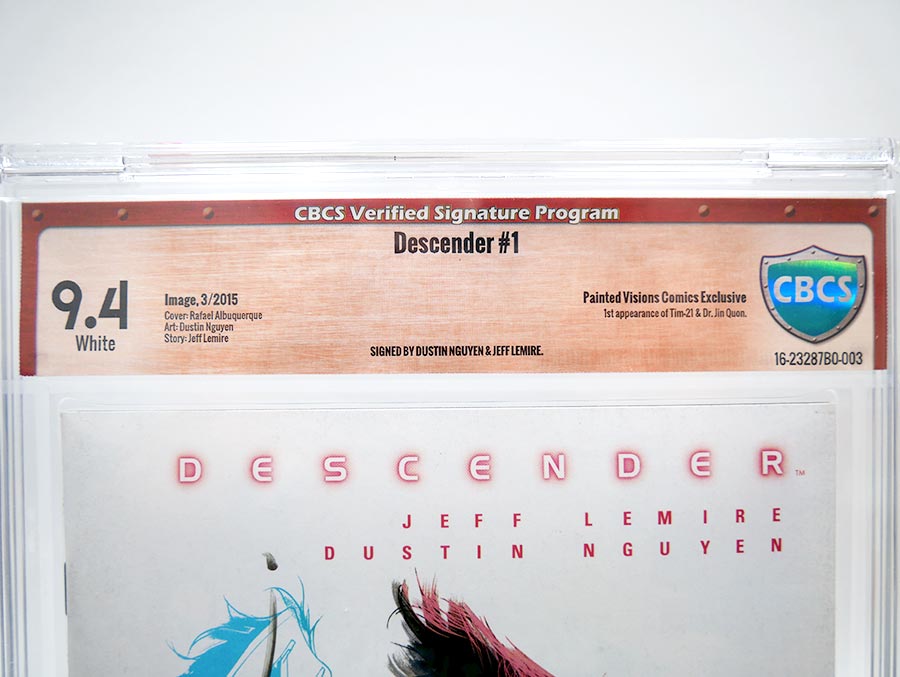 CBCS Verified Signature Program
Descender #1
9.4
White
Image, 3/2015
Cover: Rafael Albuquerque
Art: Dustin Nguyen
Story: Jeff Lemire
Painted Visions Comics Exclusive
1st appearance of Tim-21 & Dr. Jin Quon.
SIGNED BY DUSTIN NGUYEN & JEFF LEMIRE.
CBCS
16-23287B0-003
DESCENDER™
JEFF LEMIRE
DUSTIN NGUYEN